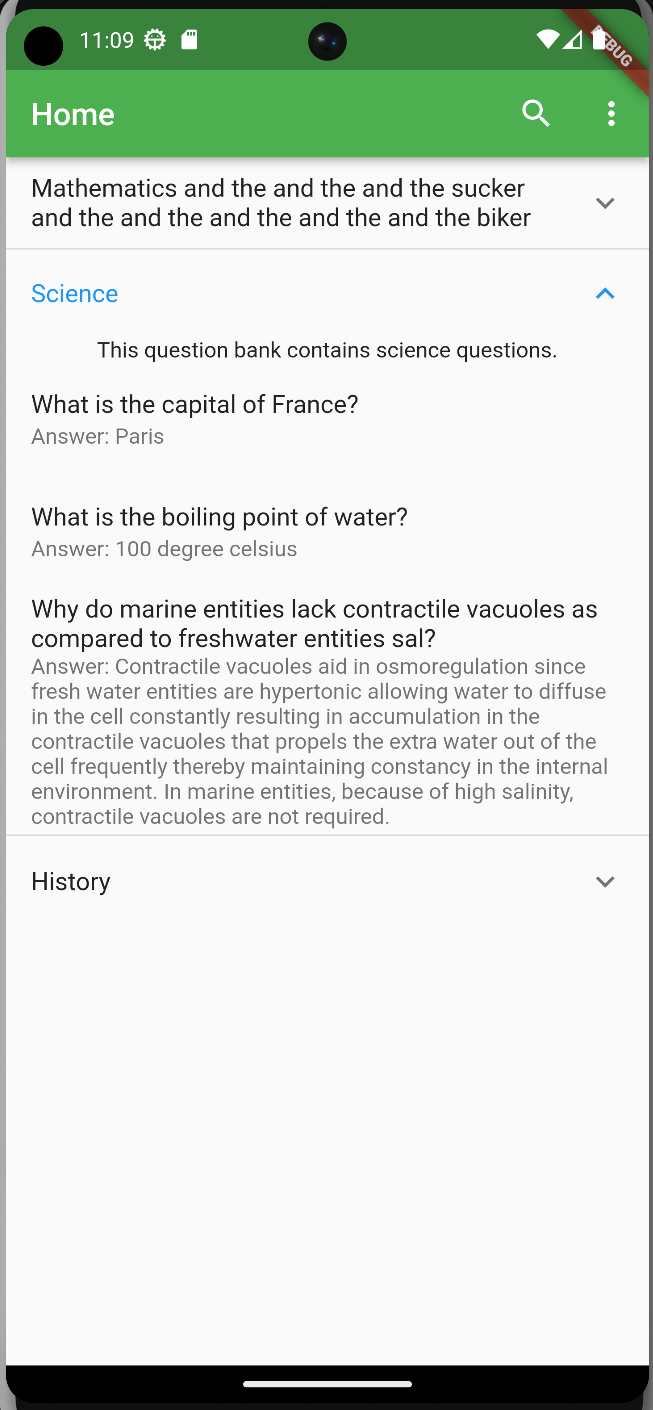 11:09
DEBUG
Home
Mathematics and the and the and the sucker
and the and the and the and the and the biker
Science
This question bank contains science questions.
What is the capital of France?
Answer: Paris
What is the boiling point of water?
Answer: 100 degree celsius
Why do marine entities lack contractile vacuoles as
compared to freshwater entities sal?
Answer: Contractile vacuoles aid in osmoregulation since
fresh water entities are hypertonic allowing water to diffuse
in the cell constantly resulting in accumulation in the
contractile vacuoles that propels the extra water out of the
cell frequently thereby maintaining constancy in the internal
environment. In marine entities, because of high salinity,
contractile vacuoles are not required.
History